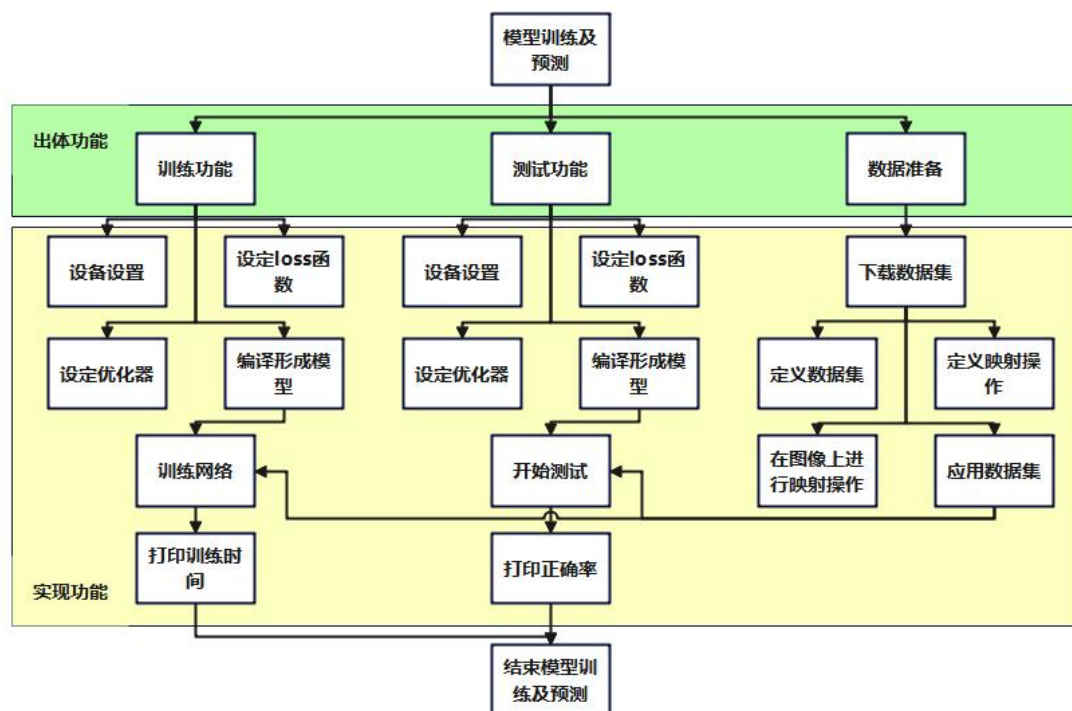 模型训练及
预测
出体功能
训练功能
测试功能
数据准备
设备设置
设定loss函
数
设备设置
设定loss函
数
下载数据集
设定优化器
编译形成模
型
设定优化器
编译形成模
型
定义数据集
定义映射操
作
训练网络
开始测试
在图像上进
行映射操作
应用数据集
打印训练时
间
打印正确率
实现功能
结束模型训
练及预测